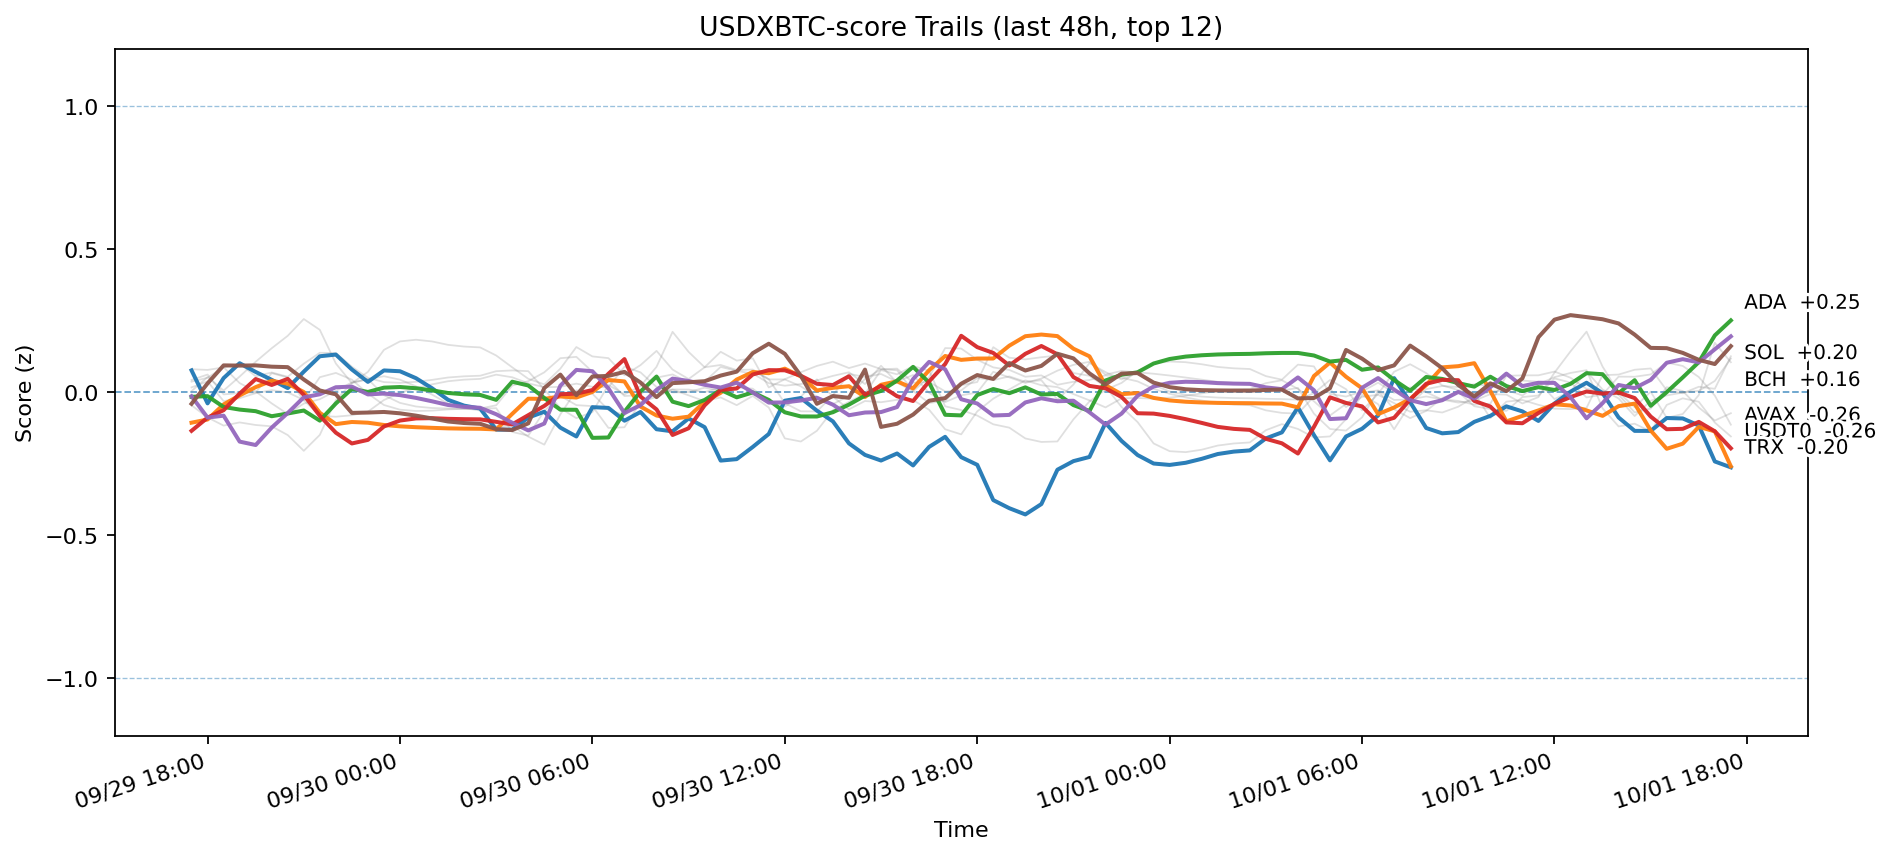 USDXBTC-score Trails (last 48h, top 12)
Score (z)
1.0
0.5
0.0
−0.5
−1.0
ADA +0.25
SOL +0.20
BCH +0.16
AVAX -0.26
USDT0 -0.26
TRX -0.20
09/29 18:00
09/30 00:00
09/30 06:00
09/30 12:00
09/30 18:00
10/01 00:00
10/01 06:00
10/01 12:00
10/01 18:00
Time